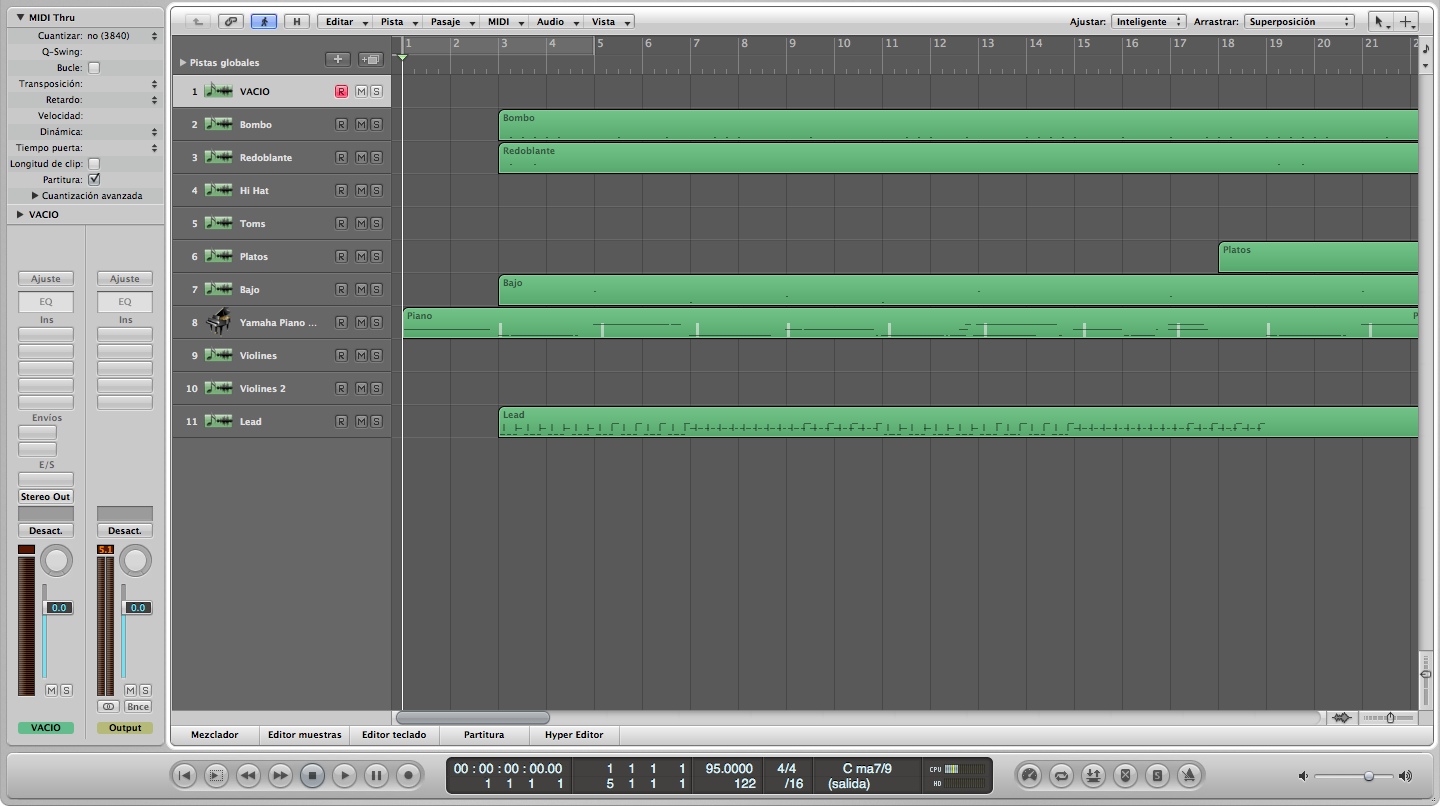 MIDI Thru
Cuantizar: no (3840)
Q-Swing:
Bucle:
Transposición:
Retardo:
Velocidad:
Dinámica:
Tiempo puerta:
Longitud de clip:
Partitura:
Cuantización avanzada
VACIO
Ajuste Ajuste
EQ EQ
Ins Ins
Envíos
E/S
Stereo Out
Desact. Desact.
5.1
0.0 0.0
M S M S
Bnce
VACIO Output
H Editar Pista Pasaje MIDI Audio Vista Ajustar: Inteligente Arrastrar: Superposición
1 2 3 4 5 6 7 8 9 10 11 12 13 14 15 16 17 18 19 20 21 2
Pistas globales
1 VACIO R M S
2 Bombo R M S Bombo
3 Redoblante R M S Redoblante
4 Hi Hat R M S
5 Toms R M S
6 Platos R M S Platos
7 Bajo R M S Bajo
8 Yamaha Piano ... R M S Piano P
9 Violines R M S
10 Violines 2 R M S
11 Lead R M S Lead
Mezclador Editor muestras Editor teclado Partitura Hyper Editor
00 : 00 : 00 : 00.00 1 1 1 1 95.0000 4/4 C ma7/9 CPU
1 1 1 1 5 1 1 1 122 /16 (salida) HD
S